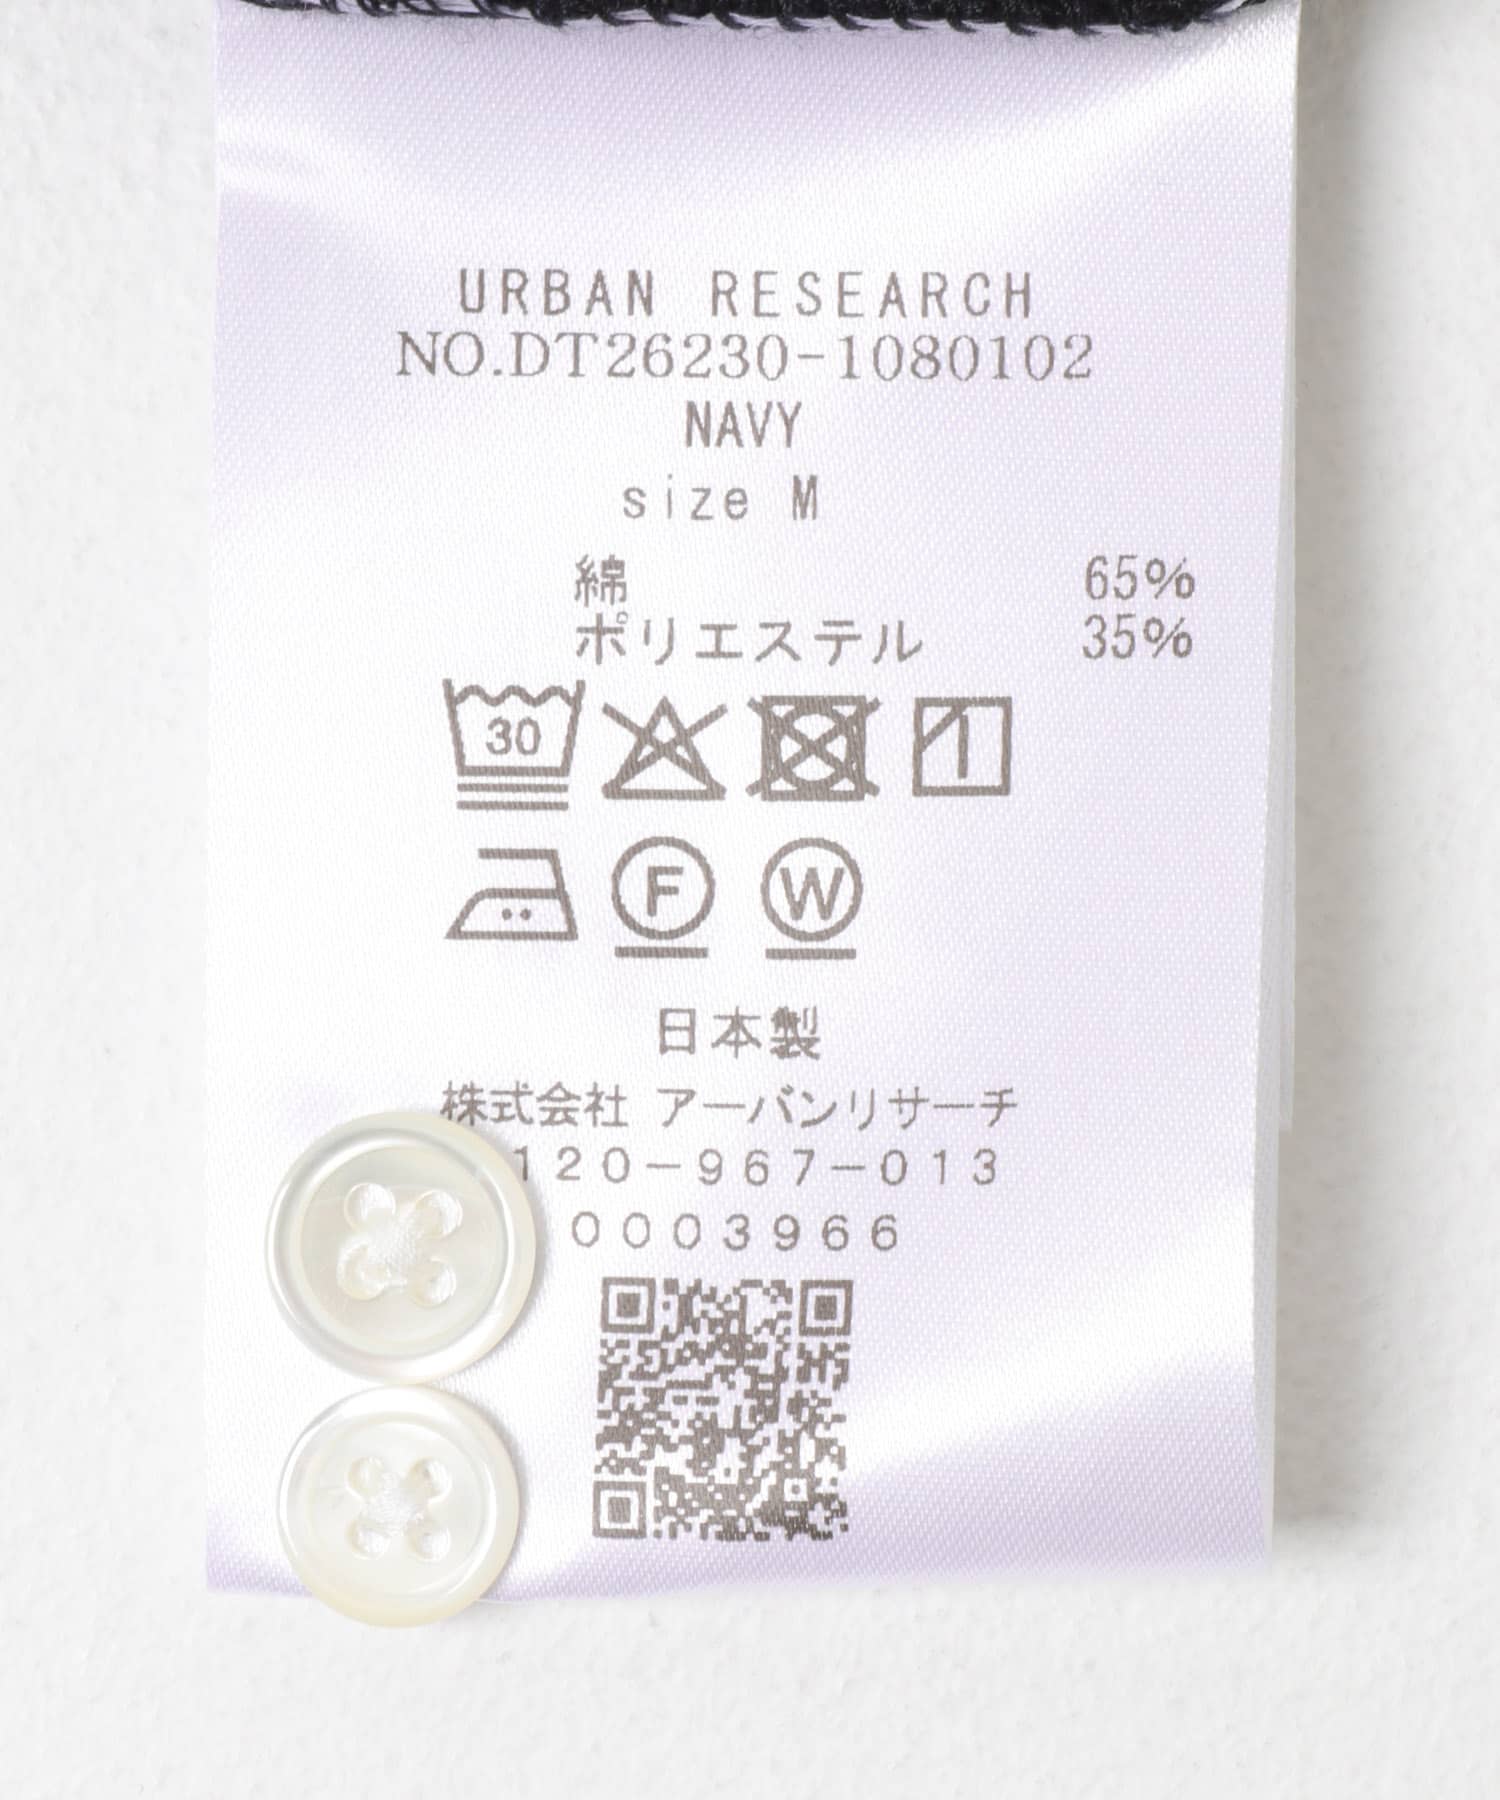 URBAN RESEARCH
NO.DT26230-1080102
NAVY
size M
綿 65%
ポリエステル 35%
30
F W
日本製
株式会社 アーバンリサーチ
120-967-013
0003966